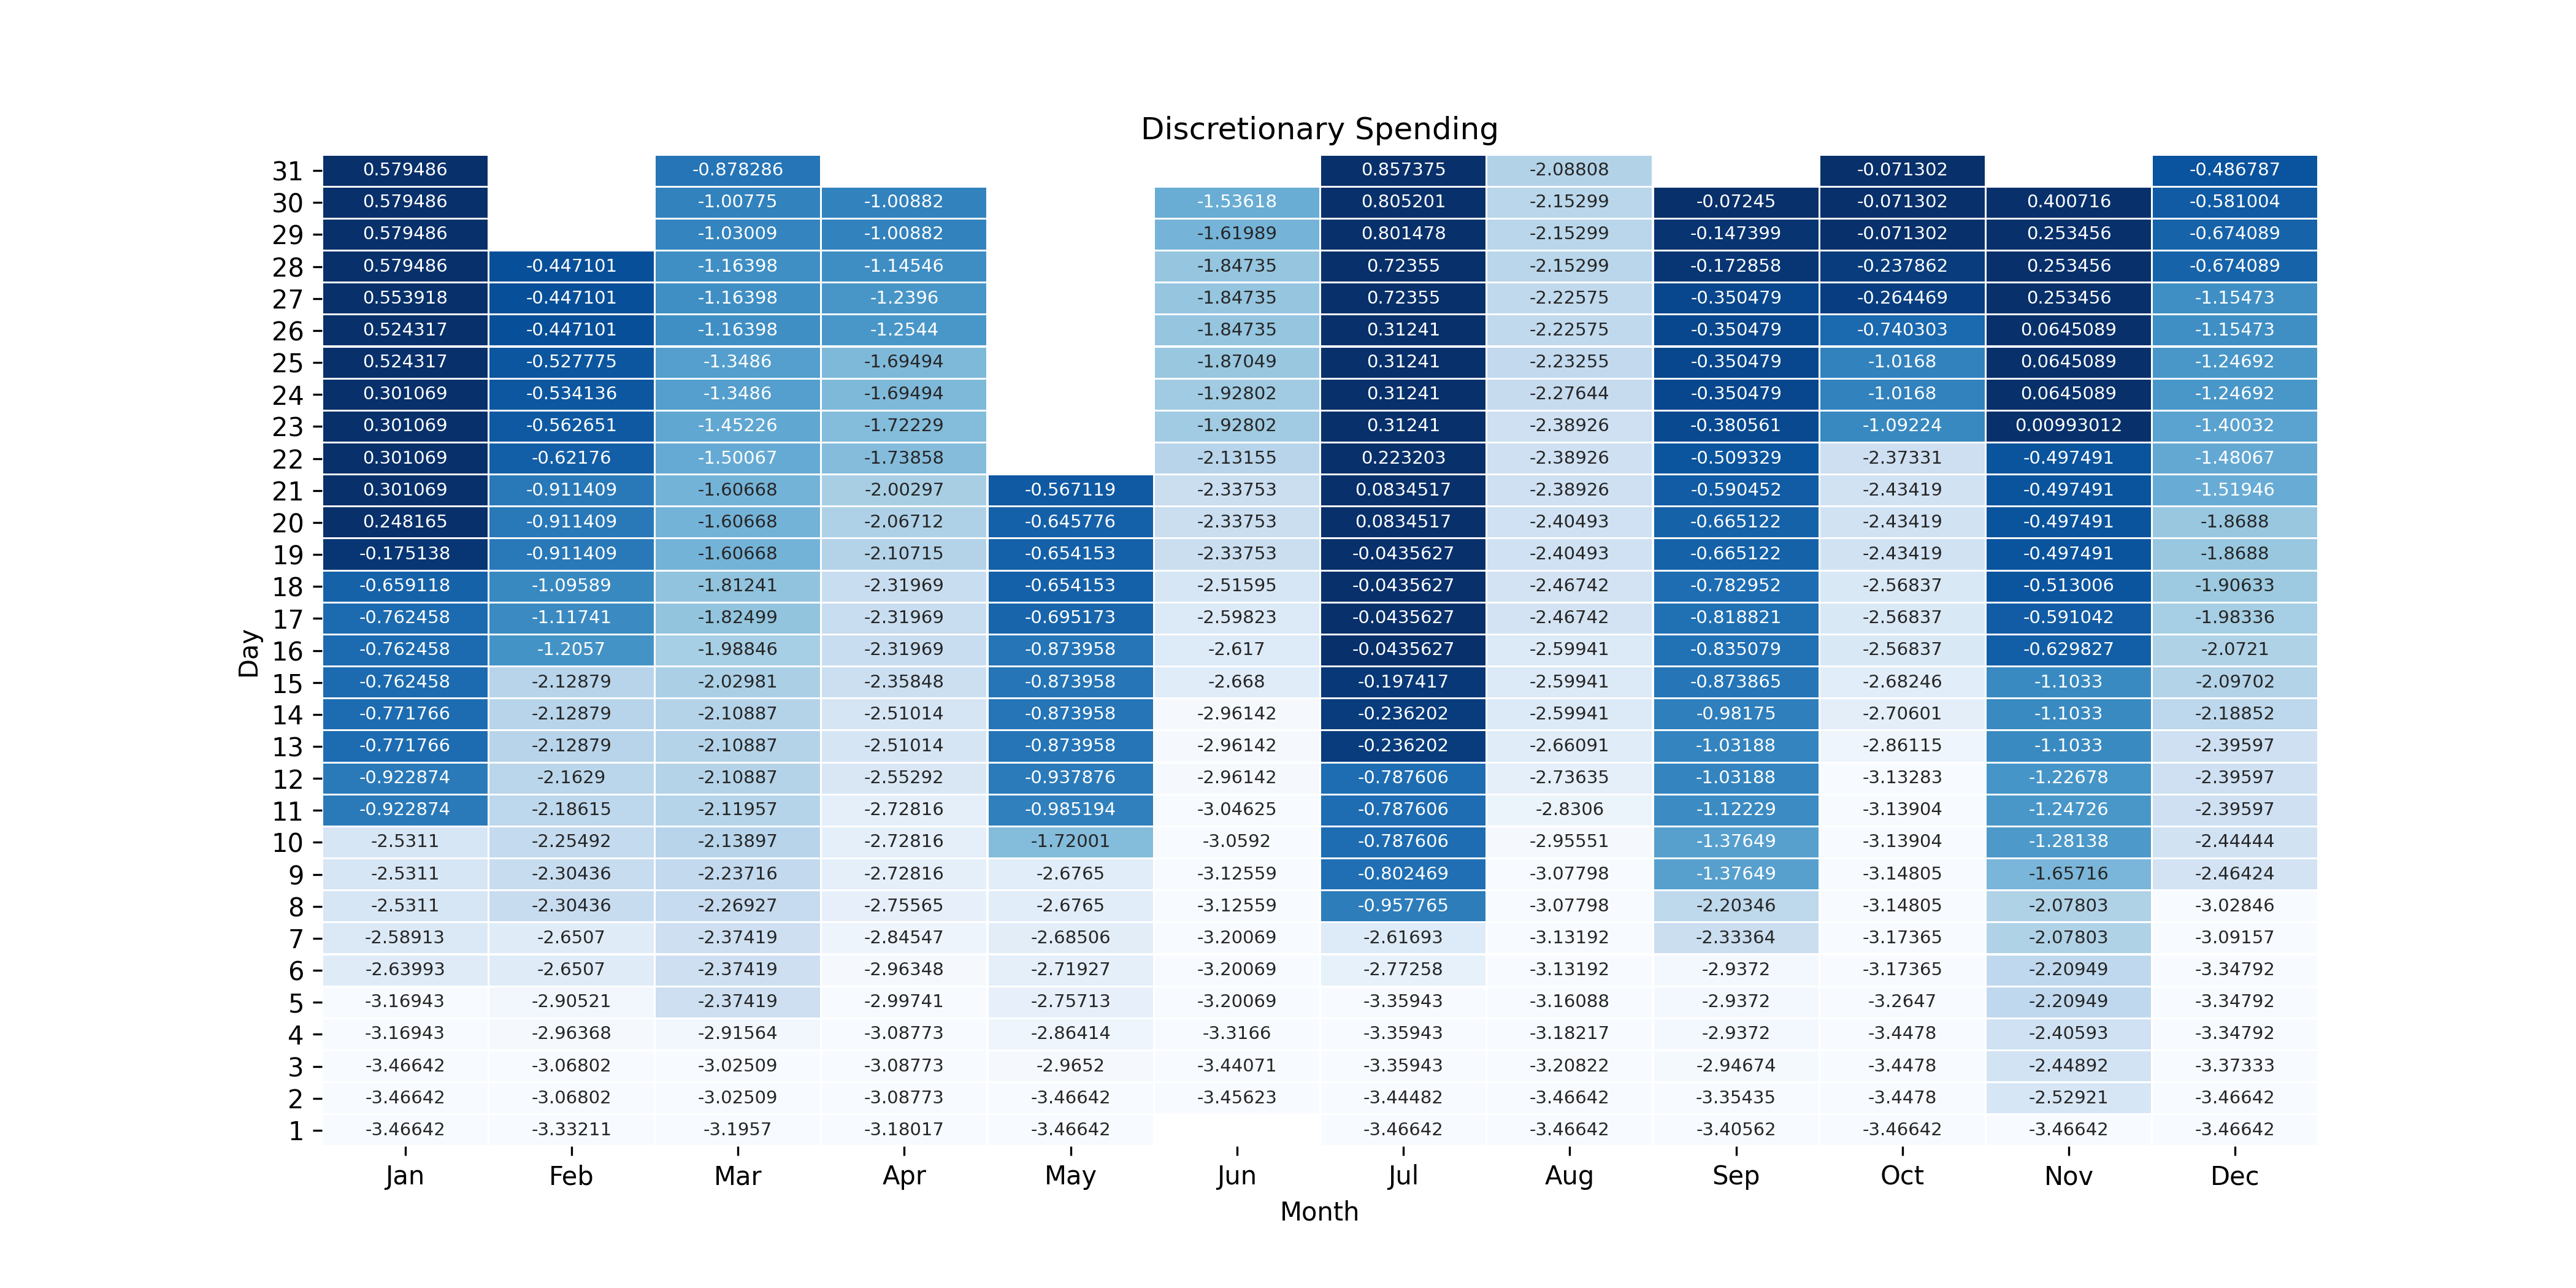 Discretionary Spending
31 0.579486 -0.878286 0.857375 -2.08808 -0.071302 -0.486787
30 0.579486 -1.00775 -1.00882 -1.53618 0.805201 -2.15299 -0.07245 -0.071302 0.400716 -0.581004
29 0.579486 -1.03009 -1.00882 -1.61989 0.801478 -2.15299 -0.147399 -0.071302 0.253456 -0.674089
28 0.579486 -0.447101 -1.16398 -1.14546 -1.84735 0.72355 -2.15299 -0.172858 -0.237862 0.253456 -0.674089
27 0.553918 -0.447101 -1.16398 -1.2396 -1.84735 0.72355 -2.22575 -0.350479 -0.264469 0.253456 -1.15473
26 0.524317 -0.447101 -1.16398 -1.2544 -1.84735 0.31241 -2.22575 -0.350479 -0.740303 0.0645089 -1.15473
25 0.524317 -0.527775 -1.3486 -1.69494 -1.87049 0.31241 -2.23255 -0.350479 -1.0168 0.0645089 -1.24692
24 0.301069 -0.534136 -1.3486 -1.69494 -1.92802 0.31241 -2.27644 -0.350479 -1.0168 0.0645089 -1.24692
23 0.301069 -0.562651 -1.45226 -1.72229 -1.92802 0.31241 -2.38926 -0.380561 -1.09224 0.00993012 -1.40032
22 0.301069 -0.62176 -1.50067 -1.73858 -2.13155 0.223203 -2.38926 -0.509329 -2.37331 -0.497491 -1.48067
21 0.301069 -0.911409 -1.60668 -2.00297 -0.567119 -2.33753 0.0834517 -2.38926 -0.590452 -2.43419 -0.497491 -1.51946
20 0.248165 -0.911409 -1.60668 -2.06712 -0.645776 -2.33753 0.0834517 -2.40493 -0.665122 -2.43419 -0.497491 -1.8688
19 -0.175138 -0.911409 -1.60668 -2.10715 -0.654153 -2.33753 -0.0435627 -2.40493 -0.665122 -2.43419 -0.497491 -1.8688
18 -0.659118 -1.09589 -1.81241 -2.31969 -0.654153 -2.51595 -0.0435627 -2.46742 -0.782952 -2.56837 -0.513006 -1.90633
17 -0.762458 -1.11741 -1.82499 -2.31969 -0.695173 -2.59823 -0.0435627 -2.46742 -0.818821 -2.56837 -0.591042 -1.98336
16 -0.762458 -1.2057 -1.98846 -2.31969 -0.873958 -2.617 -0.0435627 -2.59941 -0.835079 -2.56837 -0.629827 -2.0721
15 -0.762458 -2.12879 -2.02981 -2.35848 -0.873958 -2.668 -0.197417 -2.59941 -0.873865 -2.68246 -1.1033 -2.09702
14 -0.771766 -2.12879 -2.10887 -2.51014 -0.873958 -2.96142 -0.236202 -2.59941 -0.98175 -2.70601 -1.1033 -2.18852
13 -0.771766 -2.12879 -2.10887 -2.51014 -0.873958 -2.96142 -0.236202 -2.66091 -1.03188 -2.86115 -1.1033 -2.39597
12 -0.922874 -2.1629 -2.10887 -2.55292 -0.937876 -2.96142 -0.787606 -2.73635 -1.03188 -3.13283 -1.22678 -2.39597
11 -0.922874 -2.18615 -2.11957 -2.72816 -0.985194 -3.04625 -0.787606 -2.8306 -1.12229 -3.13904 -1.24726 -2.39597
10 -2.5311 -2.25492 -2.13897 -2.72816 -1.72001 -3.0592 -0.787606 -2.95551 -1.37649 -3.13904 -1.28138 -2.44444
9 -2.5311 -2.30436 -2.23716 -2.72816 -2.6765 -3.12559 -0.802469 -3.07798 -1.37649 -3.14805 -1.65716 -2.46424
8 -2.5311 -2.30436 -2.26927 -2.75565 -2.6765 -3.12559 -0.957765 -3.07798 -2.20346 -3.14805 -2.07803 -3.02846
7 -2.58913 -2.6507 -2.37419 -2.84547 -2.68506 -3.20069 -2.61693 -3.13192 -2.33364 -3.17365 -2.07803 -3.09157
6 -2.63993 -2.6507 -2.37419 -2.96348 -2.71927 -3.20069 -2.77258 -3.13192 -2.9372 -3.17365 -2.20949 -3.34792
5 -3.16943 -2.90521 -2.37419 -2.99741 -2.75713 -3.20069 -3.35943 -3.16088 -2.9372 -3.2647 -2.20949 -3.34792
4 -3.16943 -2.96368 -2.91564 -3.08773 -2.86414 -3.3166 -3.35943 -3.18217 -2.9372 -3.4478 -2.40593 -3.34792
3 -3.46642 -3.06802 -3.02509 -3.08773 -2.9652 -3.44071 -3.35943 -3.20822 -2.94674 -3.4478 -2.44892 -3.37333
2 -3.46642 -3.06802 -3.02509 -3.08773 -3.46642 -3.45623 -3.44482 -3.46642 -3.35435 -3.4478 -2.52921 -3.46642
1 -3.46642 -3.33211 -3.1957 -3.18017 -3.46642 -3.46642 -3.46642 -3.40562 -3.46642 -3.46642 -3.46642
Day
Jan Feb Mar Apr May Jun Jul Aug Sep Oct Nov Dec
Month